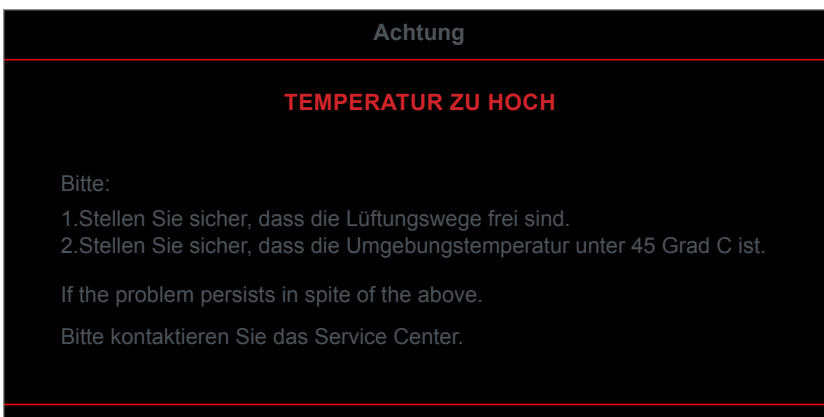 Achtung
TEMPERATUR ZU HOCH
Bitte:
1.Stellen Sie sicher, dass die Lüftungswege frei sind.
2.Stellen Sie sicher, dass die Umgebungstemperatur unter 45 Grad C ist.
If the problem persists in spite of the above.
Bitte kontaktieren Sie das Service Center.